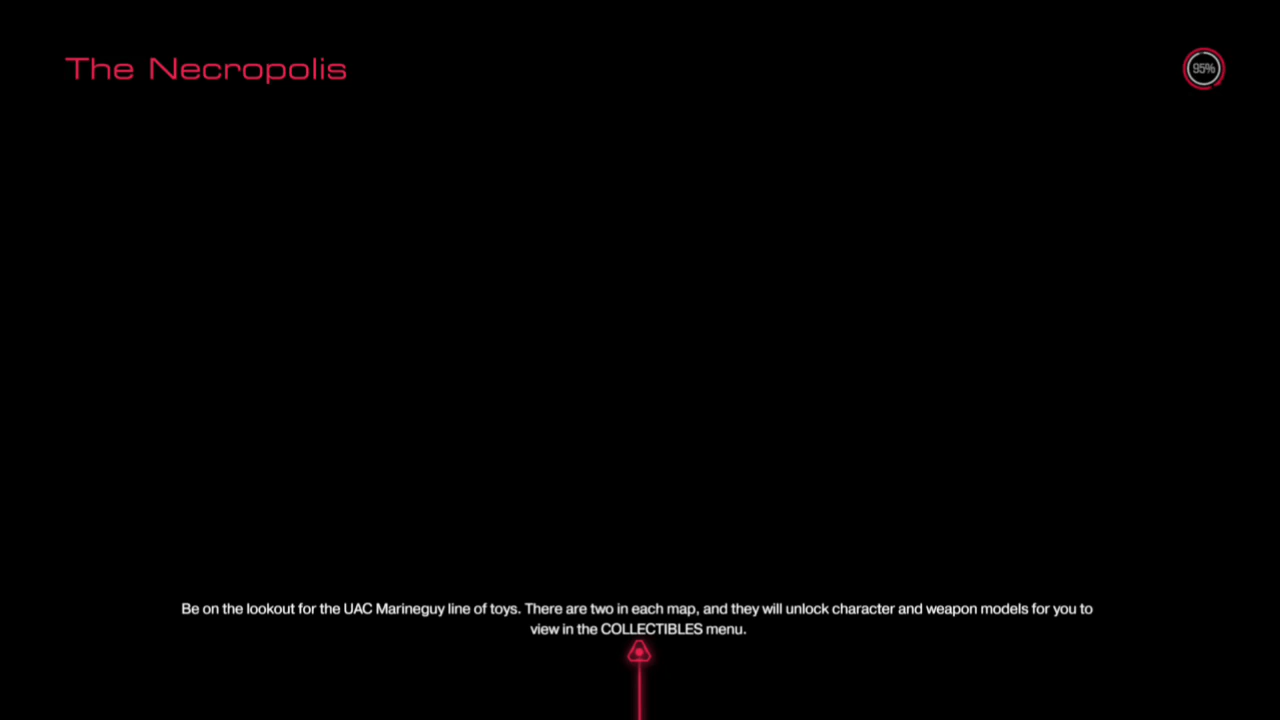 The Necropolis
95%
Be on the lookout for the UAC Marineguy line of toys. There are two in each map, and they will unlock character and weapon models for you to
view in the COLLECTIBLES menu.